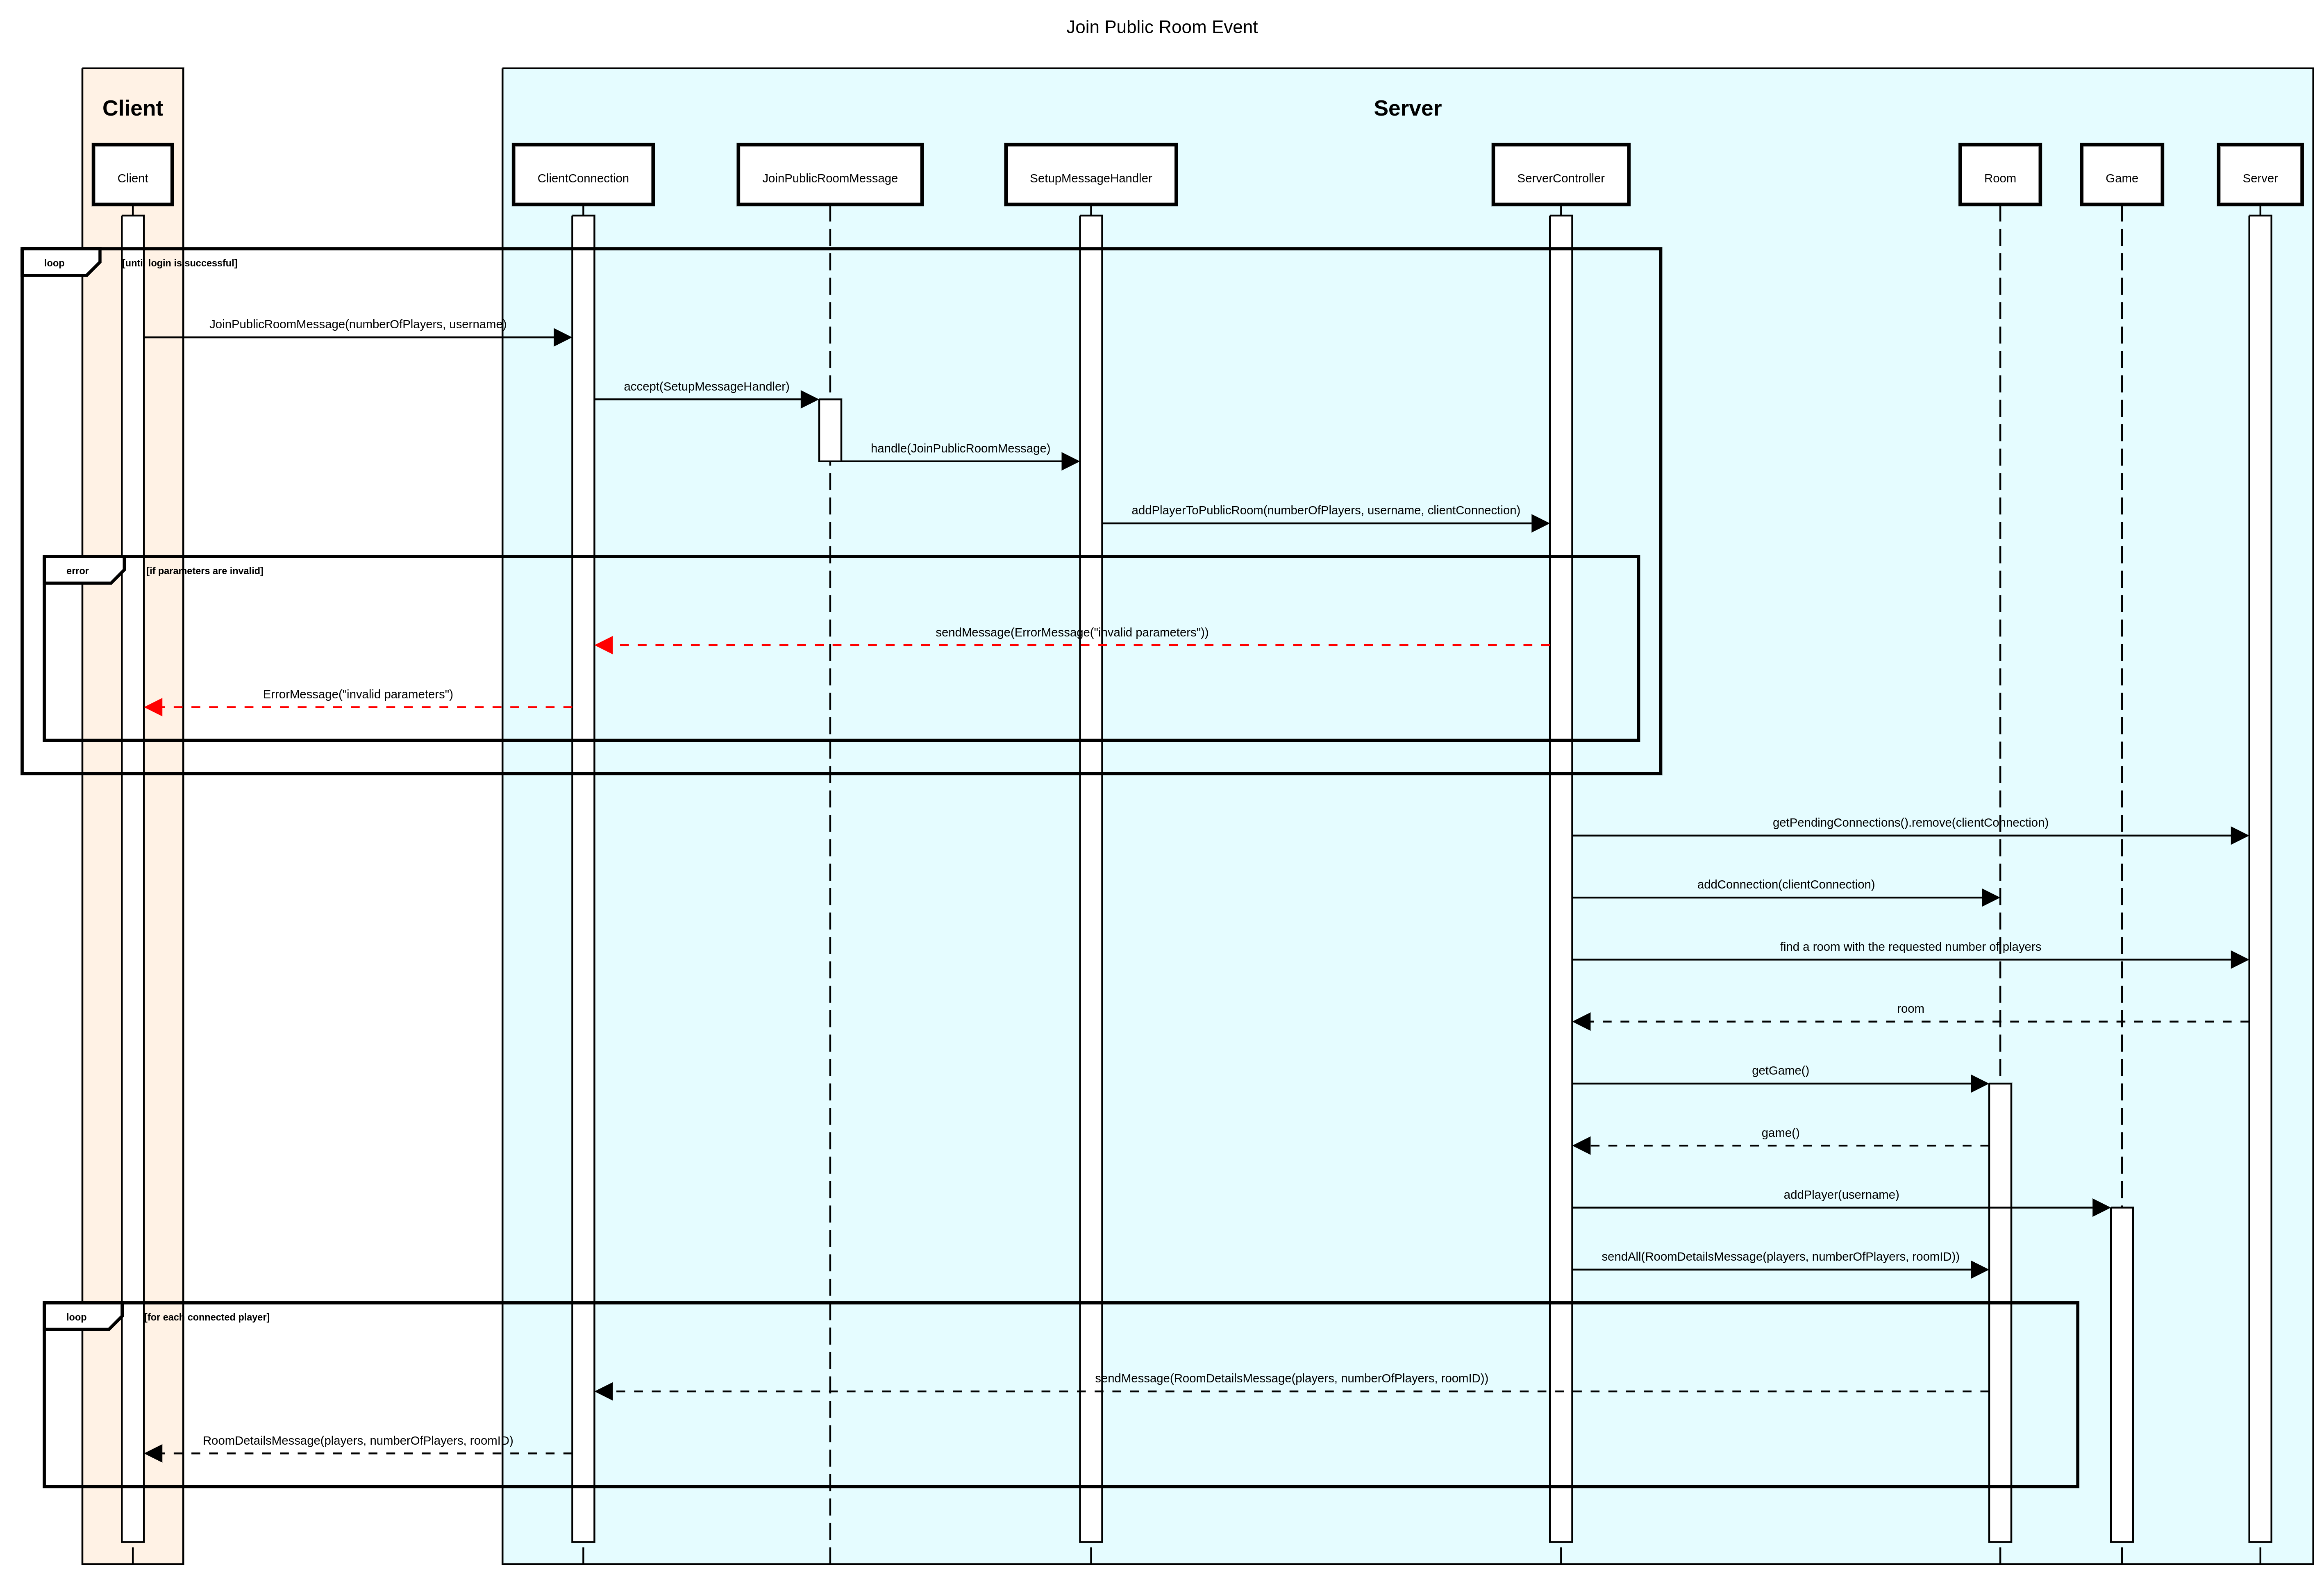 Join Public Room Event
Client
Server
Client
ClientConnection
JoinPublicRoomMessage
SetupMessageHandler
ServerController
Room
Game
Server
loop
[until login is successful]
JoinPublicRoomMessage(numberOfPlayers, username)
accept(SetupMessageHandler)
handle(JoinPublicRoomMessage)
addPlayerToPublicRoom(numberOfPlayers, username, clientConnection)
error
[if parameters are invalid]
sendMessage(ErrorMessage("invalid parameters"))
ErrorMessage("invalid parameters")
getPendingConnections().remove(clientConnection)
addConnection(clientConnection)
find a room with the requested number of players
room
getGame()
game()
addPlayer(username)
sendAll(RoomDetailsMessage(players, numberOfPlayers, roomID))
loop
[for each connected player]
sendMessage(RoomDetailsMessage(players, numberOfPlayers, roomID))
RoomDetailsMessage(players, numberOfPlayers, roomID)